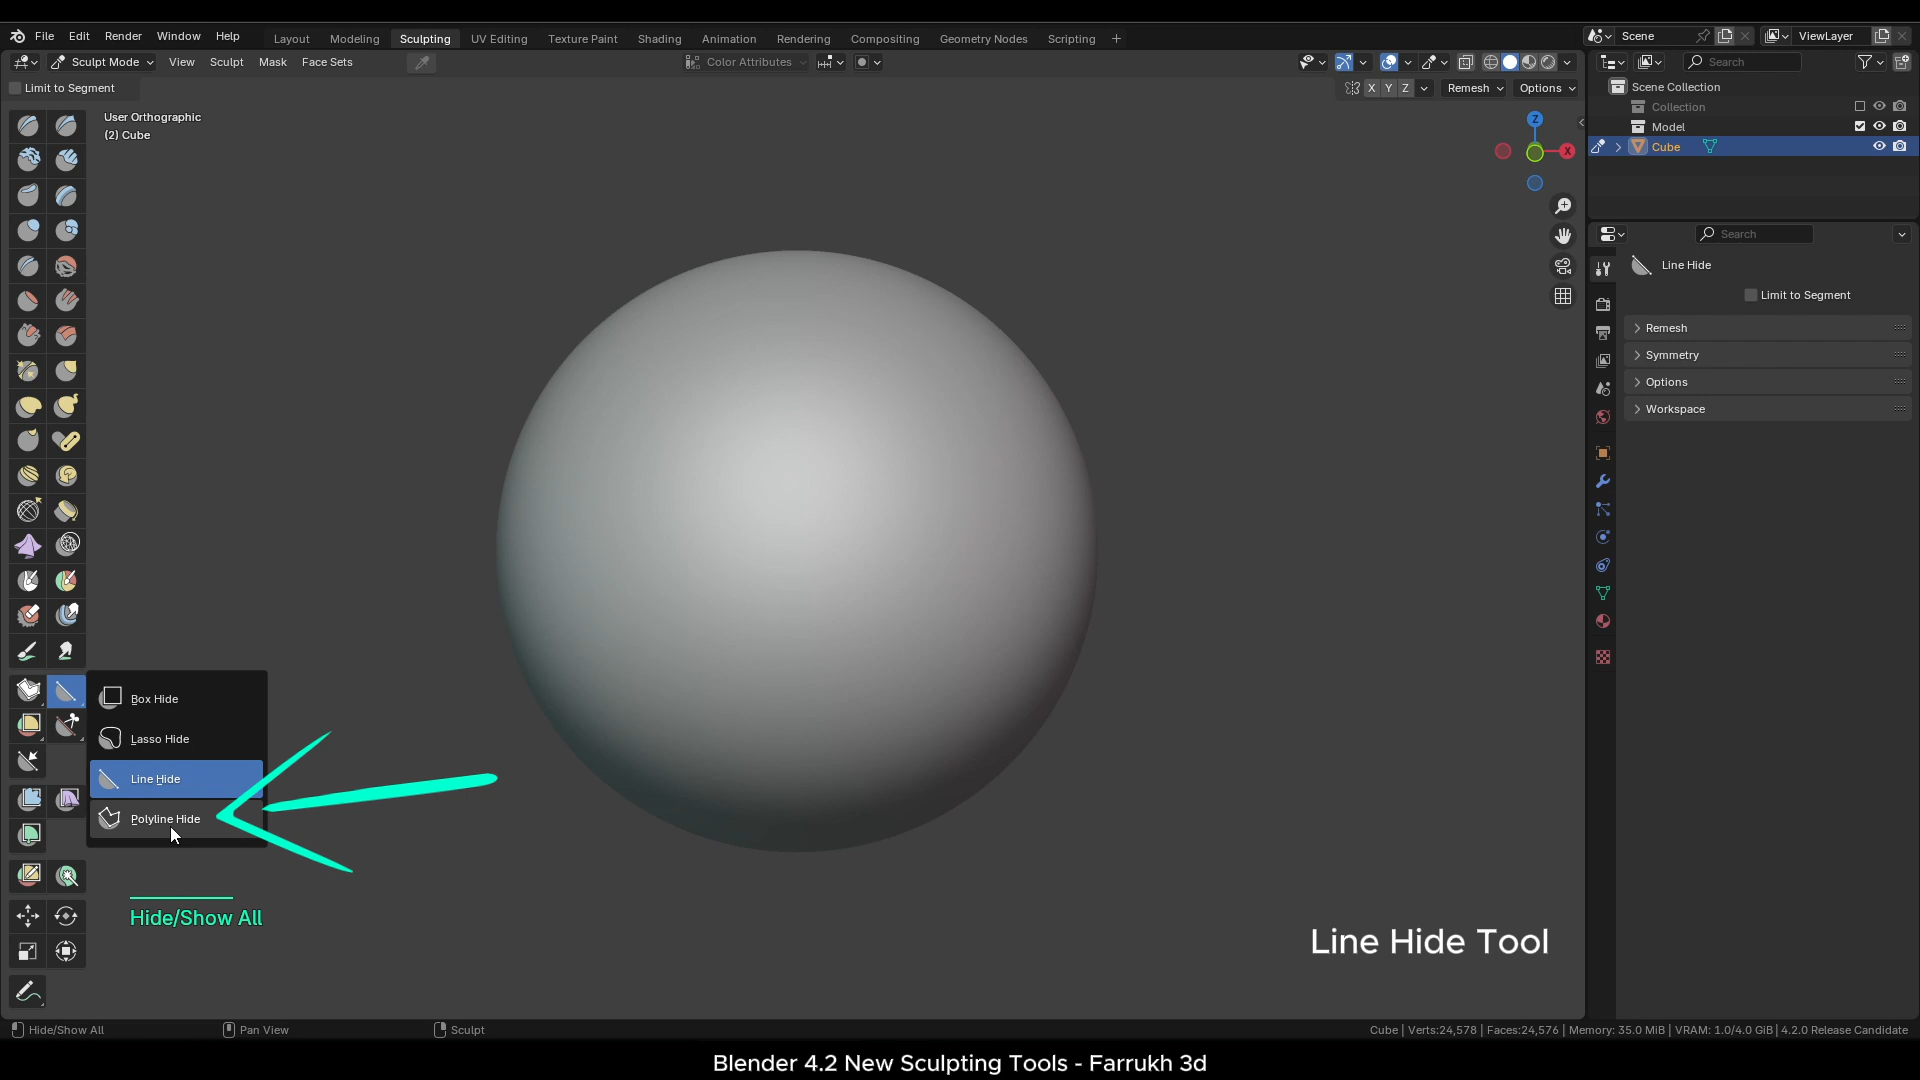 File Edit Render Window Help Layout Modeling Sculpting UV Editing Texture Paint Shading Animation Rendering Compositing Geometry Nodes Scripting + Scene ViewLayer
Sculpt Mode View Sculpt Mask Face Sets Color Attributes Search
Limit to Segment X Y Z Remesh Options
Scene Collection
Collection
Model
Cube
User Orthographic
(2) Cube
Z
X
Search
Line Hide
Limit to Segment
Remesh
Symmetry
Options
Workspace
Box Hide
Lasso Hide
Line Hide
Polyline Hide
Hide/Show All
Line Hide Tool
Hide/Show All Pan View Sculpt Cube | Verts:24,578 | Faces:24,576 | Memory: 35.0 MiB | VRAM: 1.0/4.0 GiB | 4.2.0 Release Candidate
Blender 4.2 New Sculpting Tools - Farrukh 3d